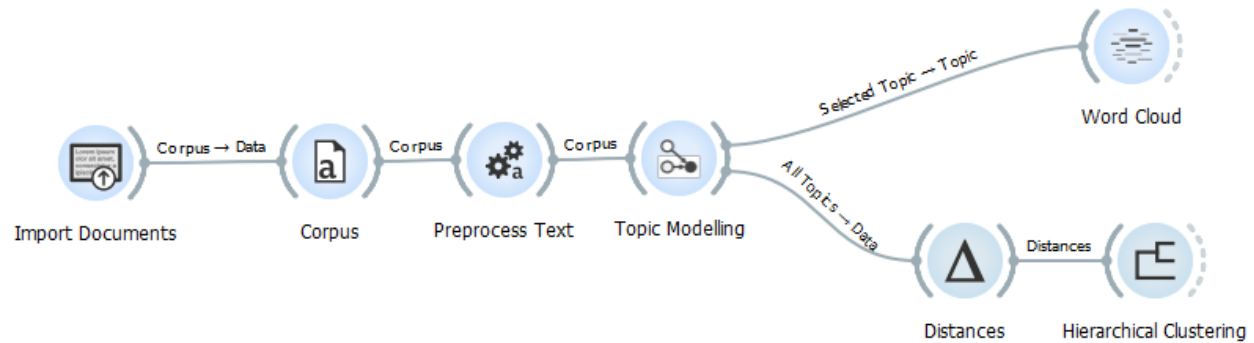 Selected Topic → Topic
Word Cloud
Corpus → Data
Corpus
Corpus
Import Documents
Corpus
Preprocess Text
Topic Modelling
All Topics → Data
Distances
Distances
Hierarchical Clustering
a
a